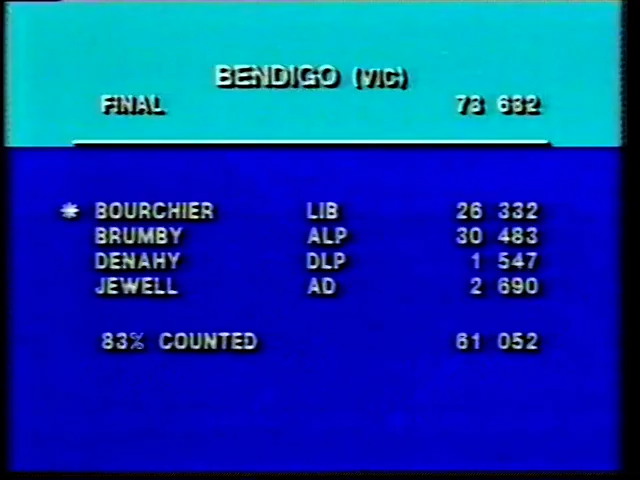 BENDIGO (VIC)
FINAL 73 632
* BOURCHIER LIB 26 332
BRUMBY ALP 30 483
DENAHY DLP 1 547
JEWELL AD 2 690
83% COUNTED 61 052